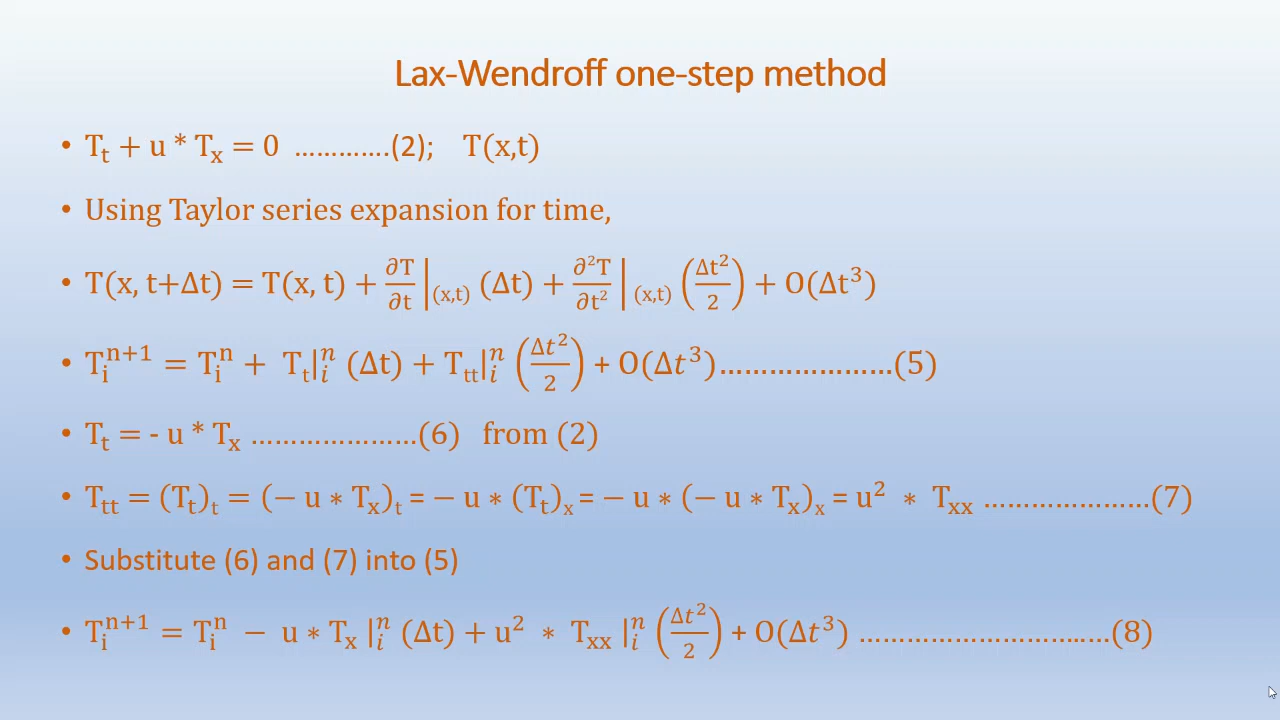 Lax-Wendroff one-step method
• Tₜ + u * Tₓ = 0 ………….(2); T(x,t)
• Using Taylor series expansion for time,
• T(x, t+Δt) = T(x, t) + ∂T/∂t |₍ₓ,ₜ₎ (Δt) + ∂²T/∂t² |₍ₓ,ₜ₎ (Δt²/2) + O(Δt³)
• Tᵢⁿ⁺¹ = Tᵢⁿ + Tₜ|ᵢⁿ (Δt) + Tₜₜ|ᵢⁿ (Δt²/2) + O(Δt³)…………………(5)
• Tₜ = - u * Tₓ …………………(6) from (2)
• Tₜₜ = (Tₜ)ₜ = (− u ∗ Tₓ)ₜ = − u ∗ (Tₜ)ₓ = − u ∗ (− u ∗ Tₓ)ₓ = u² ∗ Tₓₓ …………………(7)
• Substitute (6) and (7) into (5)
• Tᵢⁿ⁺¹ = Tᵢⁿ − u ∗ Tₓ |ᵢⁿ (Δt) + u² ∗ Tₓₓ |ᵢⁿ (Δt²/2) + O(Δt³) ……………………...…(8)